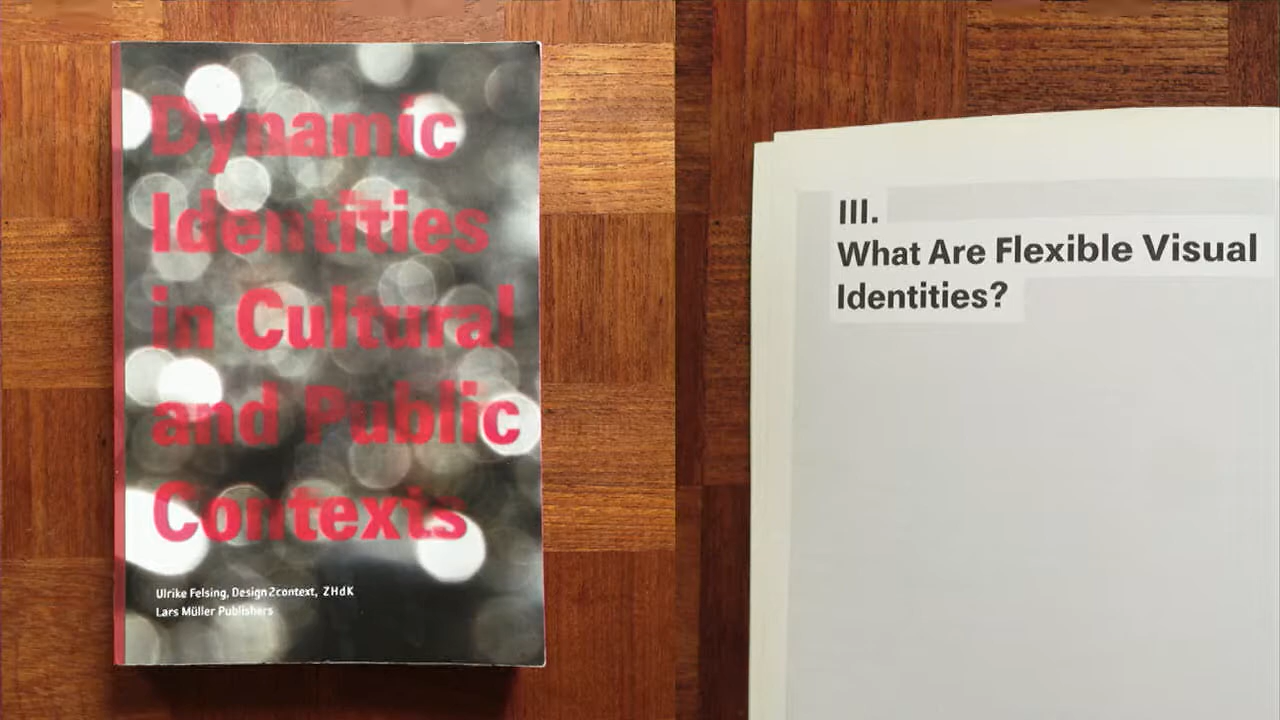 Dynamic
Identities
in Cultural
and Public
Contexts
Ulrike Felsing, Design2context, ZHdK
Lars Müller Publishers
III.
What Are Flexible Visual
Identities?